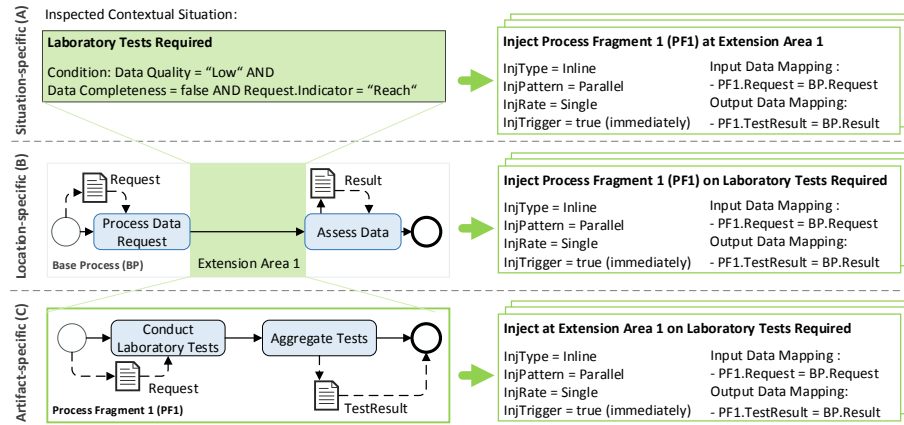 Situation-specific (A)
Inspected Contextual Situation:
Laboratory Tests Required
Condition: Data Quality = “Low“ AND
Data Completeness = false AND Request.Indicator = “Reach“
Inject Process Fragment 1 (PF1) at Extension Area 1
InjType = Inline
InjPattern = Parallel
InjRate = Single
InjTrigger = true (immediately)
Input Data Mapping :
- PF1.Request = BP.Request
Output Data Mapping:
- PF1.TestResult = BP.Result
Location-specific (B)
Request
Process Data
Request
Extension Area 1
Result
Assess Data
Base Process (BP)
Inject Process Fragment 1 (PF1) on Laboratory Tests Required
InjType = Inline
InjPattern = Parallel
InjRate = Single
InjTrigger = true (immediately)
Input Data Mapping :
- PF1.Request = BP.Request
Output Data Mapping:
- PF1.TestResult = BP.Result
Artifact-specific (C)
Conduct
Laboratory Tests
Aggregate Tests
Request
TestResult
Process Fragment 1 (PF1)
Inject at Extension Area 1 on Laboratory Tests Required
InjType = Inline
InjPattern = Parallel
InjRate = Single
InjTrigger = true (immediately)
Input Data Mapping :
- PF1.Request = BP.Request
Output Data Mapping:
- PF1.TestResult = BP.Result